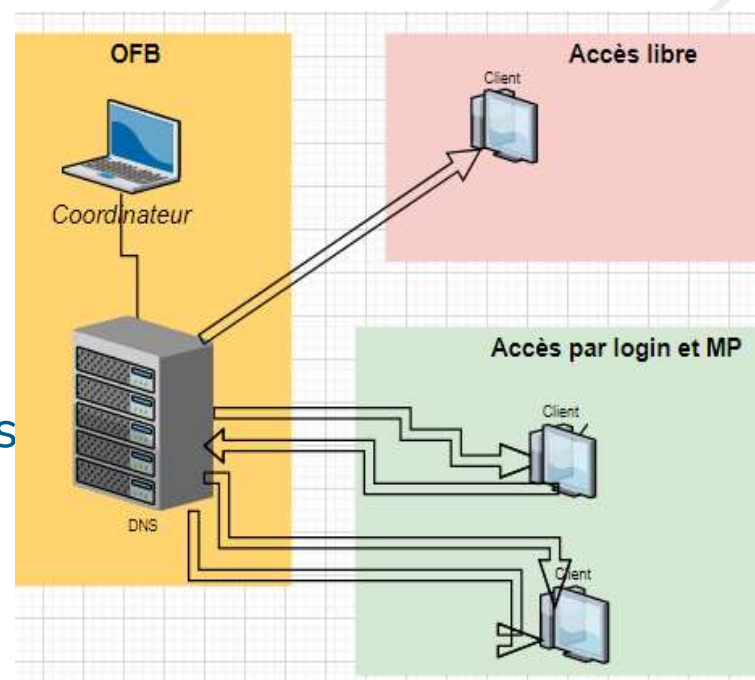 OFB
Accès libre
Client
Coordinateur
Accès par login et MP
Client
s
DNS
Client